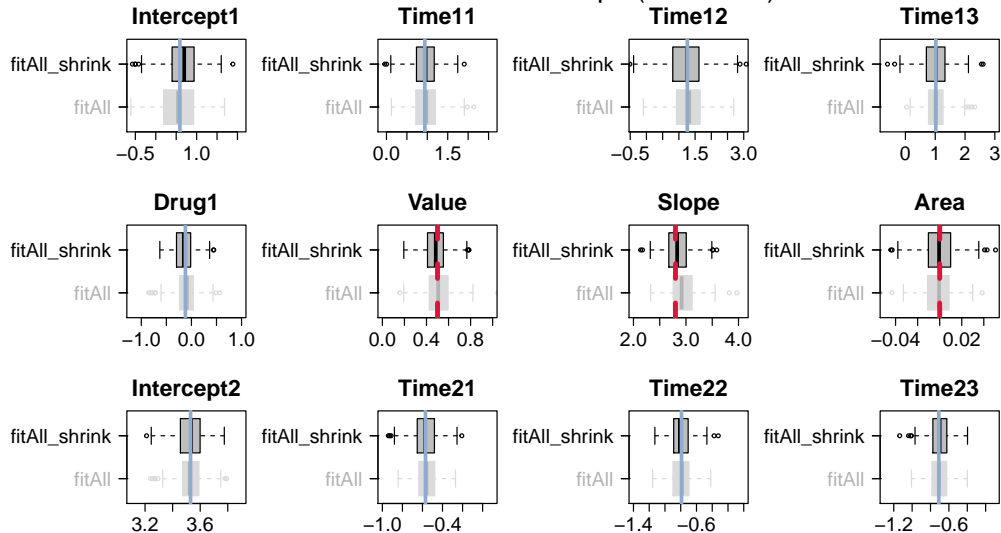 Intercept1 Time11 Time12 Time13
fitAll_shrink fitAll_shrink fitAll_shrink fitAll_shrink
fitAll fitAll fitAll fitAll
−0.5 1.0 0.0 1.5 −0.5 1.5 3.0 0 1 2 3
Drug1 Value Slope Area
fitAll_shrink fitAll_shrink fitAll_shrink fitAll_shrink
fitAll fitAll fitAll fitAll
−1.0 0.0 1.0 0.0 0.4 0.8 2.0 3.0 4.0 −0.04 0.02
Intercept2 Time21 Time22 Time23
fitAll_shrink fitAll_shrink fitAll_shrink fitAll_shrink
fitAll fitAll fitAll fitAll
3.2 3.6 −1.0 −0.4 −1.4 −0.6 −1.2 −0.6